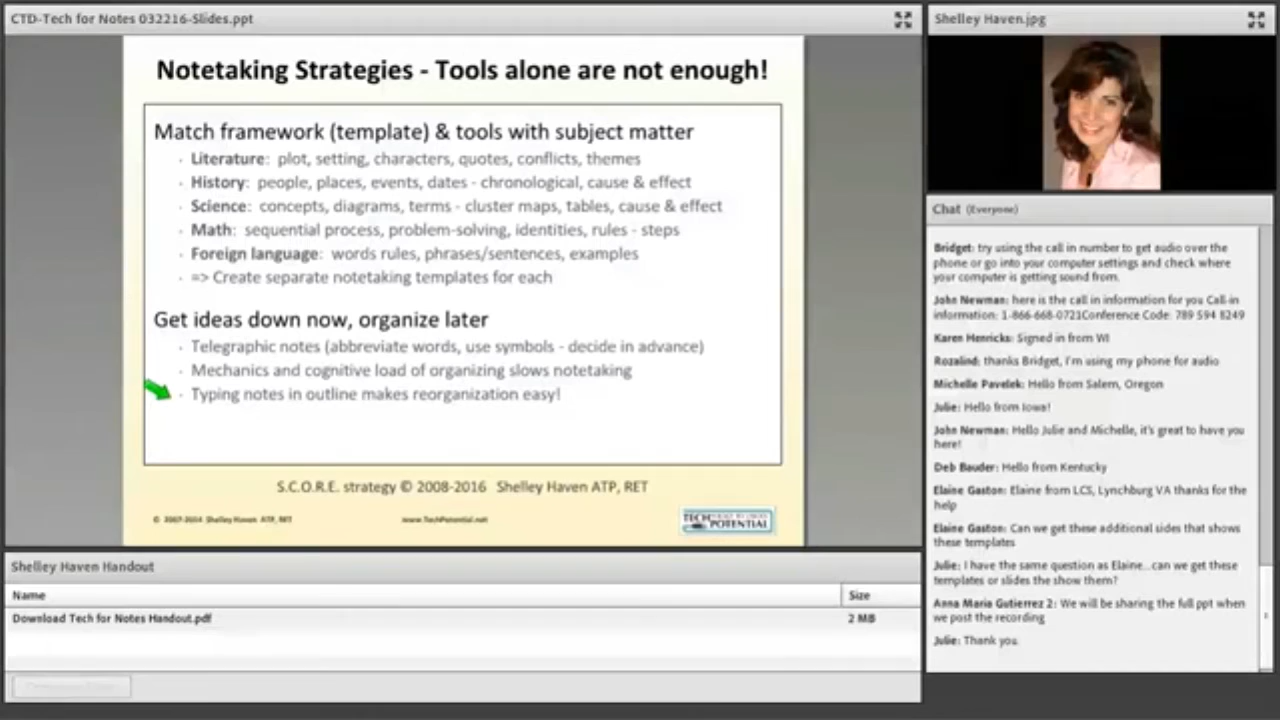 CTD-Tech for Notes 032216-Slides.ppt
Notetaking Strategies - Tools alone are not enough!
Match framework (template) & tools with subject matter
· Literature: plot, setting, characters, quotes, conflicts, themes
· History: people, places, events, dates - chronological, cause & effect
· Science: concepts, diagrams, terms - cluster maps, tables, cause & effect
· Math: sequential process, problem-solving, identities, rules - steps
· Foreign language: words rules, phrases/sentences, examples
· => Create separate notetaking templates for each
Get ideas down now, organize later
· Telegraphic notes (abbreviate words, use symbols - decide in advance)
· Mechanics and cognitive load of organizing slows notetaking
· Typing notes in outline makes reorganization easy!
S.C.O.R.E. strategy © 2008-2016 Shelley Haven ATP, RET
© 2007-2014 Shelley Haven ATP, RET
www.TechPotential.net
TECH
POTENTIAL
Shelley Haven Handout
Name Size
Download Tech for Notes Handout.pdf 2 MB
Shelley Haven.jpg
Chat (Everyone)
Bridget: try using the call in number to get audio over the
phone or go into your computer settings and check where
your computer is getting sound from.
John Newman: here is the call in information for you Call-in
information: 1-866-668-0721Conference Code: 789 594 8249
Karen Henricks: Signed in from WI
Rozalind: thanks Bridget, I'm using my phone for audio
Michelle Pavelek: Hello from Salem, Oregon
Julie: Hello from Iowa!
John Newman: Hello Julie and Michelle, it's great to have you
here!
Deb Bauder: Hello from Kentucky
Elaine Gaston: Elaine from LCS, Lynchburg VA thanks for the
help
Elaine Gaston: Can we get these additional sides that shows
these templates
Julie: I have the same question as Elaine...can we get these
templates or slides the show them?
Anna Maria Gutierrez 2: We will be sharing the full ppt when
we post the recording
Julie: Thank you.